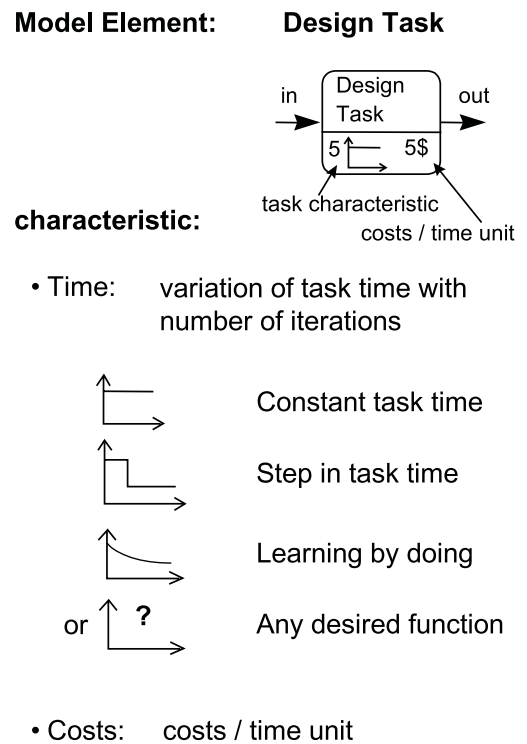 Model Element: Design Task
in
Design
Task
out
5
5$
task characteristic
costs / time unit
characteristic:
• Time: variation of task time with
number of iterations
Constant task time
Step in task time
Learning by doing
or ? Any desired function
• Costs: costs / time unit